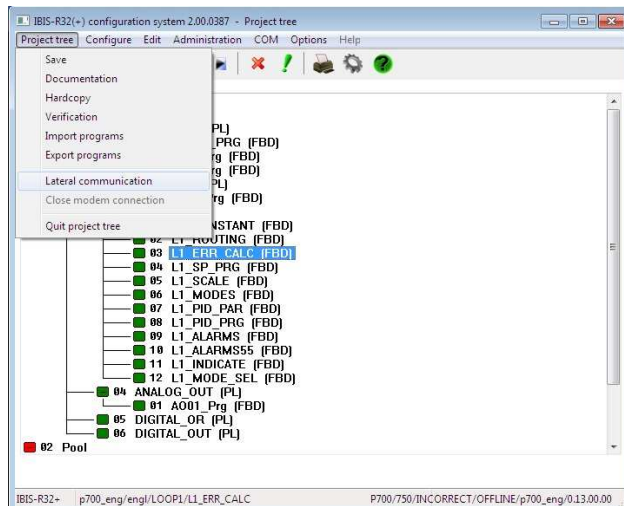 IBIS-R32(+) configuration system 2.00.0387 - Project tree
Project tree Configure Edit Administration COM Options Help
Save
Documentation
Hardcopy
Verification
Import programs
Export programs
Lateral communication
Close modem connection
Quit project tree
PL)
PRG (FBD)
rg (FBD)
rg (FBD)
PL)
rg (FBD)
NSTANT (FBD)
02 L1_ROUTING (FBD)
03 L1_ERR_CALC (FBD)
04 L1_SP_PRG (FBD)
05 L1_SCALE (FBD)
06 L1_MODES (FBD)
07 L1_PID_PAR (FBD)
08 L1_PID_PRG (FBD)
09 L1_ALARMS (FBD)
10 L1_ALARMS55 (FBD)
11 L1_INDICATE (FBD)
12 L1_MODE_SEL (FBD)
04 ANALOG_OUT (PL)
01 AO01_Prg (FBD)
05 DIGITAL_OR (PL)
06 DIGITAL_OUT (PL)
02 Pool
IBIS-R32+ p700_eng/engl/LOOP1/L1_ERR_CALC P700/750/INCORRECT/OFFLINE/p700_eng/0.13.00.00